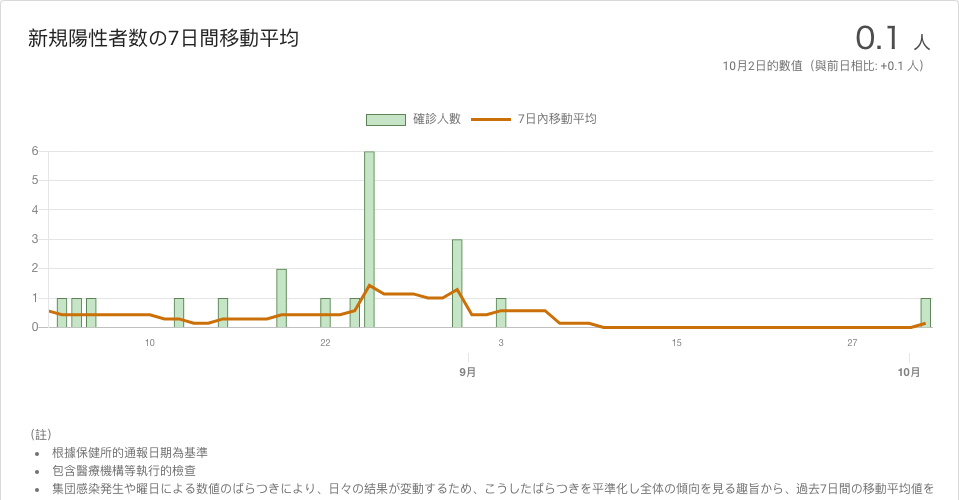 新規陽性者数の7日間移動平均
0.1 人
10月2日的數值（與前日相比: +0.1 人）
確診人數 7日內移動平均
6
5
4
3
2
1
0
10 22 3 15 27
9月 10月
（註）
• 根據保健所的通報日期為基準
• 包含醫療機構等執行的檢查
• 集団感染発生や曜日による数値のばらつきにより、日々の結果が変動するため、こうしたばらつきを平準化し全体の傾向を見る趣旨から、過去7日間の移動平均値を